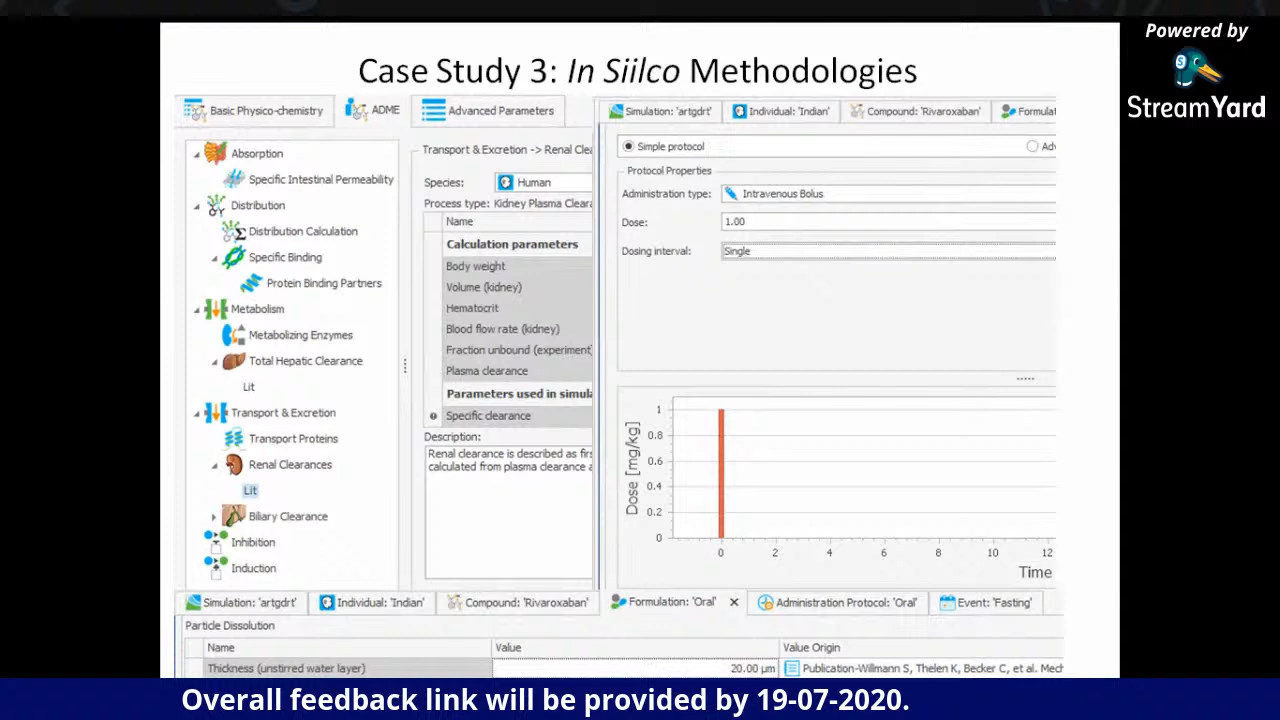 Powered by
StreamYard
Case Study 3: In Siilco Methodologies
Basic Physico-chemistry
ADME
Advanced Parameters
Absorption
Specific Intestinal Permeability
Distribution
Distribution Calculation
Specific Binding
Protein Binding Partners
Metabolism
Metabolizing Enzymes
Total Hepatic Clearance
Lit
Transport & Excretion
Transport Proteins
Renal Clearances
Lit
Biliary Clearance
Inhibition
Induction
Transport & Excretion -> Renal Clea
Species: Human
Process type: Kidney Plasma Cleara
Name
Calculation parameters
Body weight
Volume (kidney)
Hematocrit
Blood flow rate (kidney)
Fraction unbound (experiment)
Plasma clearance
Parameters used in simula
Specific clearance
Description:
Renal clearance is described as firs
calculated from plasma clearance a
Simulation: 'artgdrt'
Individual: 'Indian'
Compound: 'Rivaroxaban'
Formulat
Simple protocol
Adv
Protocol Properties
Administration type: Intravenous Bolus
Dose: 1.00
Dosing interval: Single
Dose [mg/kg]
1
0.8
0.6
0.4
0.2
0
0 2 4 6 8 10 12
Time
Simulation: 'artgdrt'
Individual: 'Indian'
Compound: 'Rivaroxaban'
Formulation: 'Oral'
Administration Protocol: 'Oral'
Event: 'Fasting'
Particle Dissolution
Name Value Value Origin
Thickness (unstirred water layer) 20.00 µm Publication-Willmann S, Thelen K, Becker C, et al. Mech
Overall feedback link will be provided by 19-07-2020.